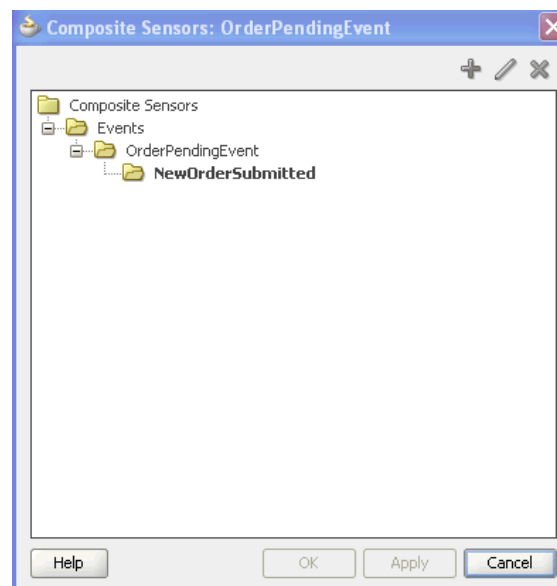 Composite Sensors: OrderPendingEvent
Composite Sensors
Events
OrderPendingEvent
NewOrderSubmitted
Help OK Apply Cancel